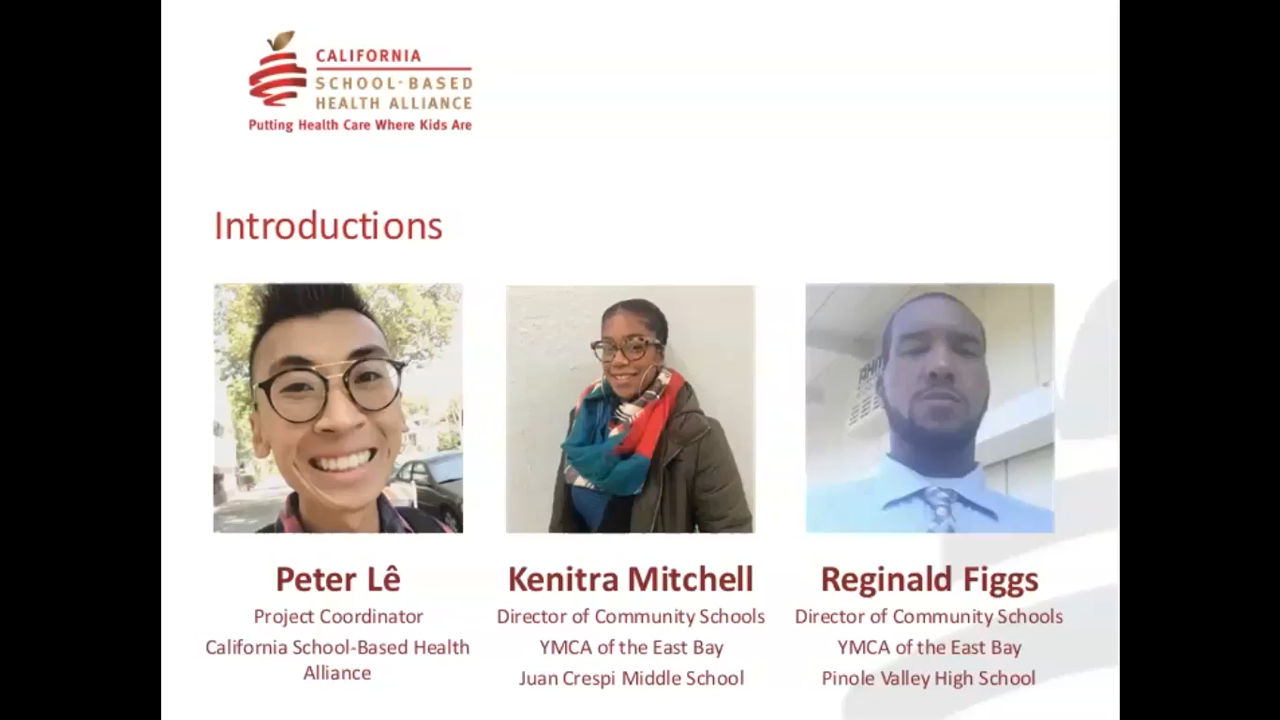 CALIFORNIA
SCHOOL-BASED
HEALTH ALLIANCE
Putting Health Care Where Kids Are
Introductions
Peter Lê
Project Coordinator
California School-Based Health
Alliance
Kenitra Mitchell
Director of Community Schools
YMCA of the East Bay
Juan Crespi Middle School
Reginald Figgs
Director of Community Schools
YMCA of the East Bay
Pinole Valley High School